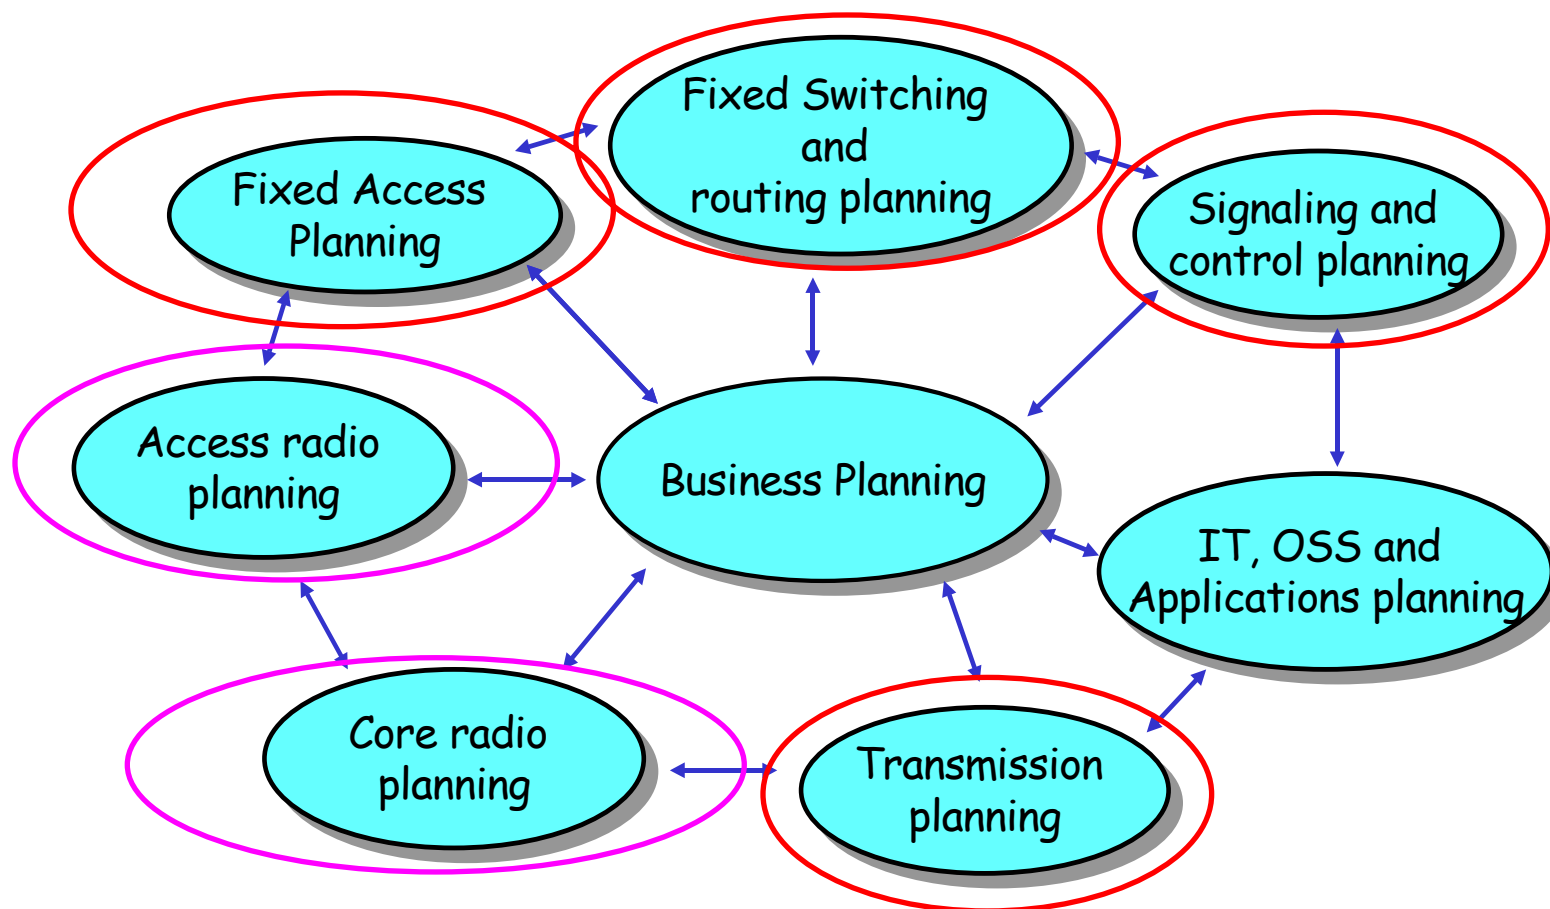 Fixed Switching
and
routing planning
Fixed Access
Planning
Signaling and
control planning
Access radio
planning
Business Planning
IT, OSS and
Applications planning
Core radio
planning
Transmission
planning